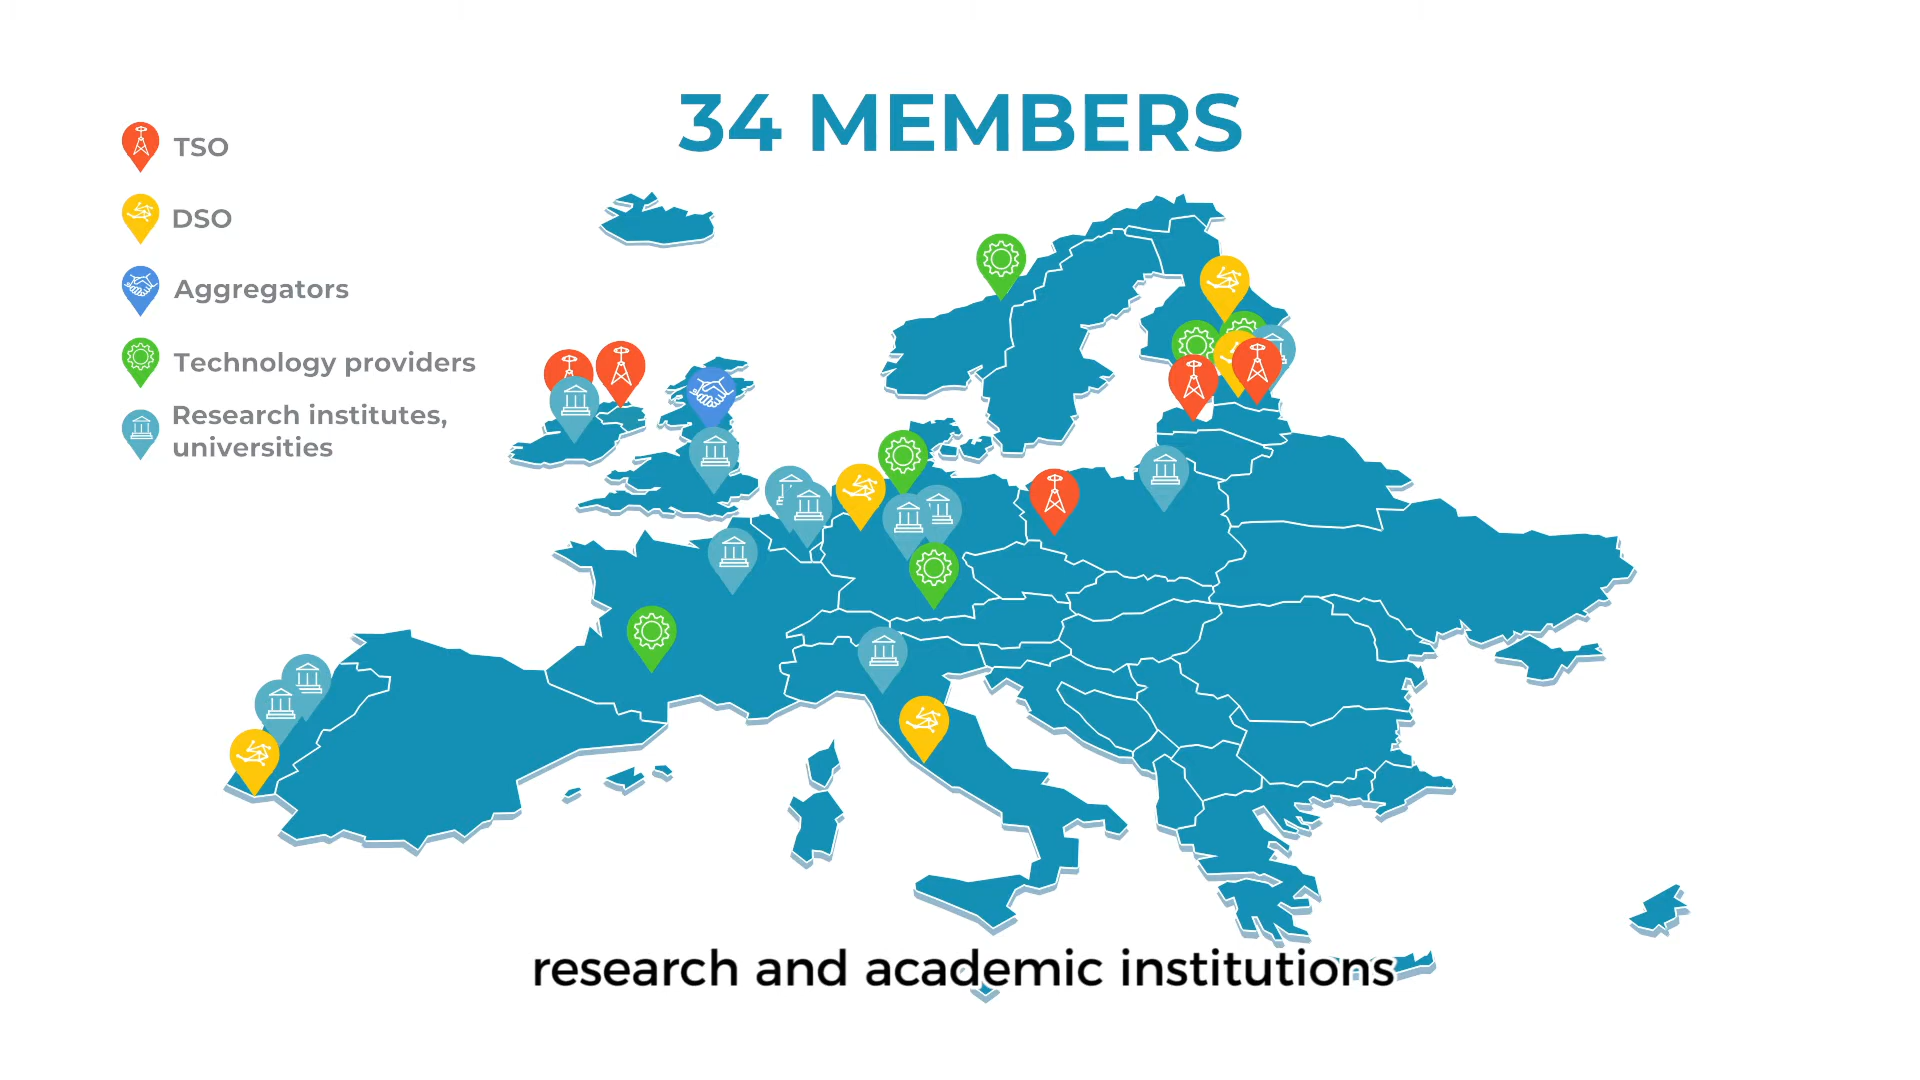 34 MEMBERS
TSO
DSO
Aggregators
Technology providers
Research institutes,
universities
research and academic institutions